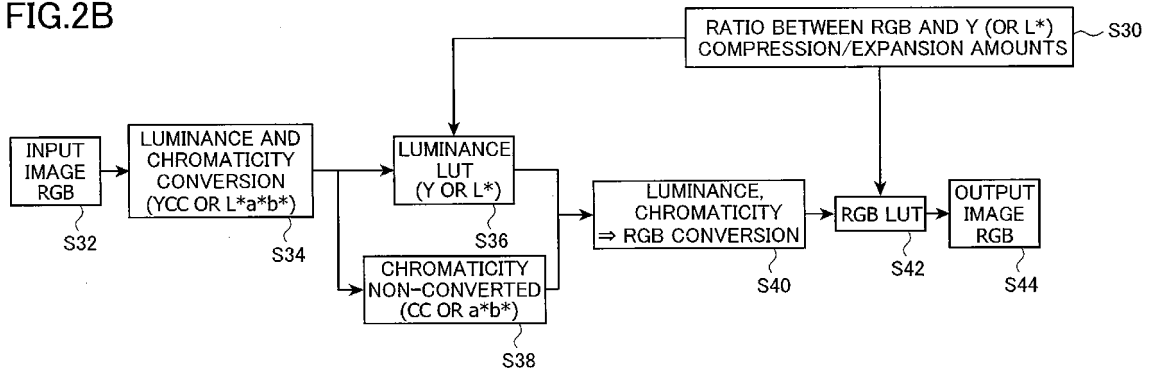 FIG.2B
RATIO BETWEEN RGB AND Y (OR L*)
COMPRESSION/EXPANSION AMOUNTS
S30
INPUT
IMAGE
RGB
S32
LUMINANCE AND
CHROMATICITY
CONVERSION
(YCC OR L*a*b*)
S34
LUMINANCE
LUT
(Y OR L*)
S36
CHROMATICITY
NON-CONVERTED
(CC OR a*b*)
S38
LUMINANCE,
CHROMATICITY
⇒ RGB CONVERSION
S40
RGB LUT
S42
OUTPUT
IMAGE
RGB
S44